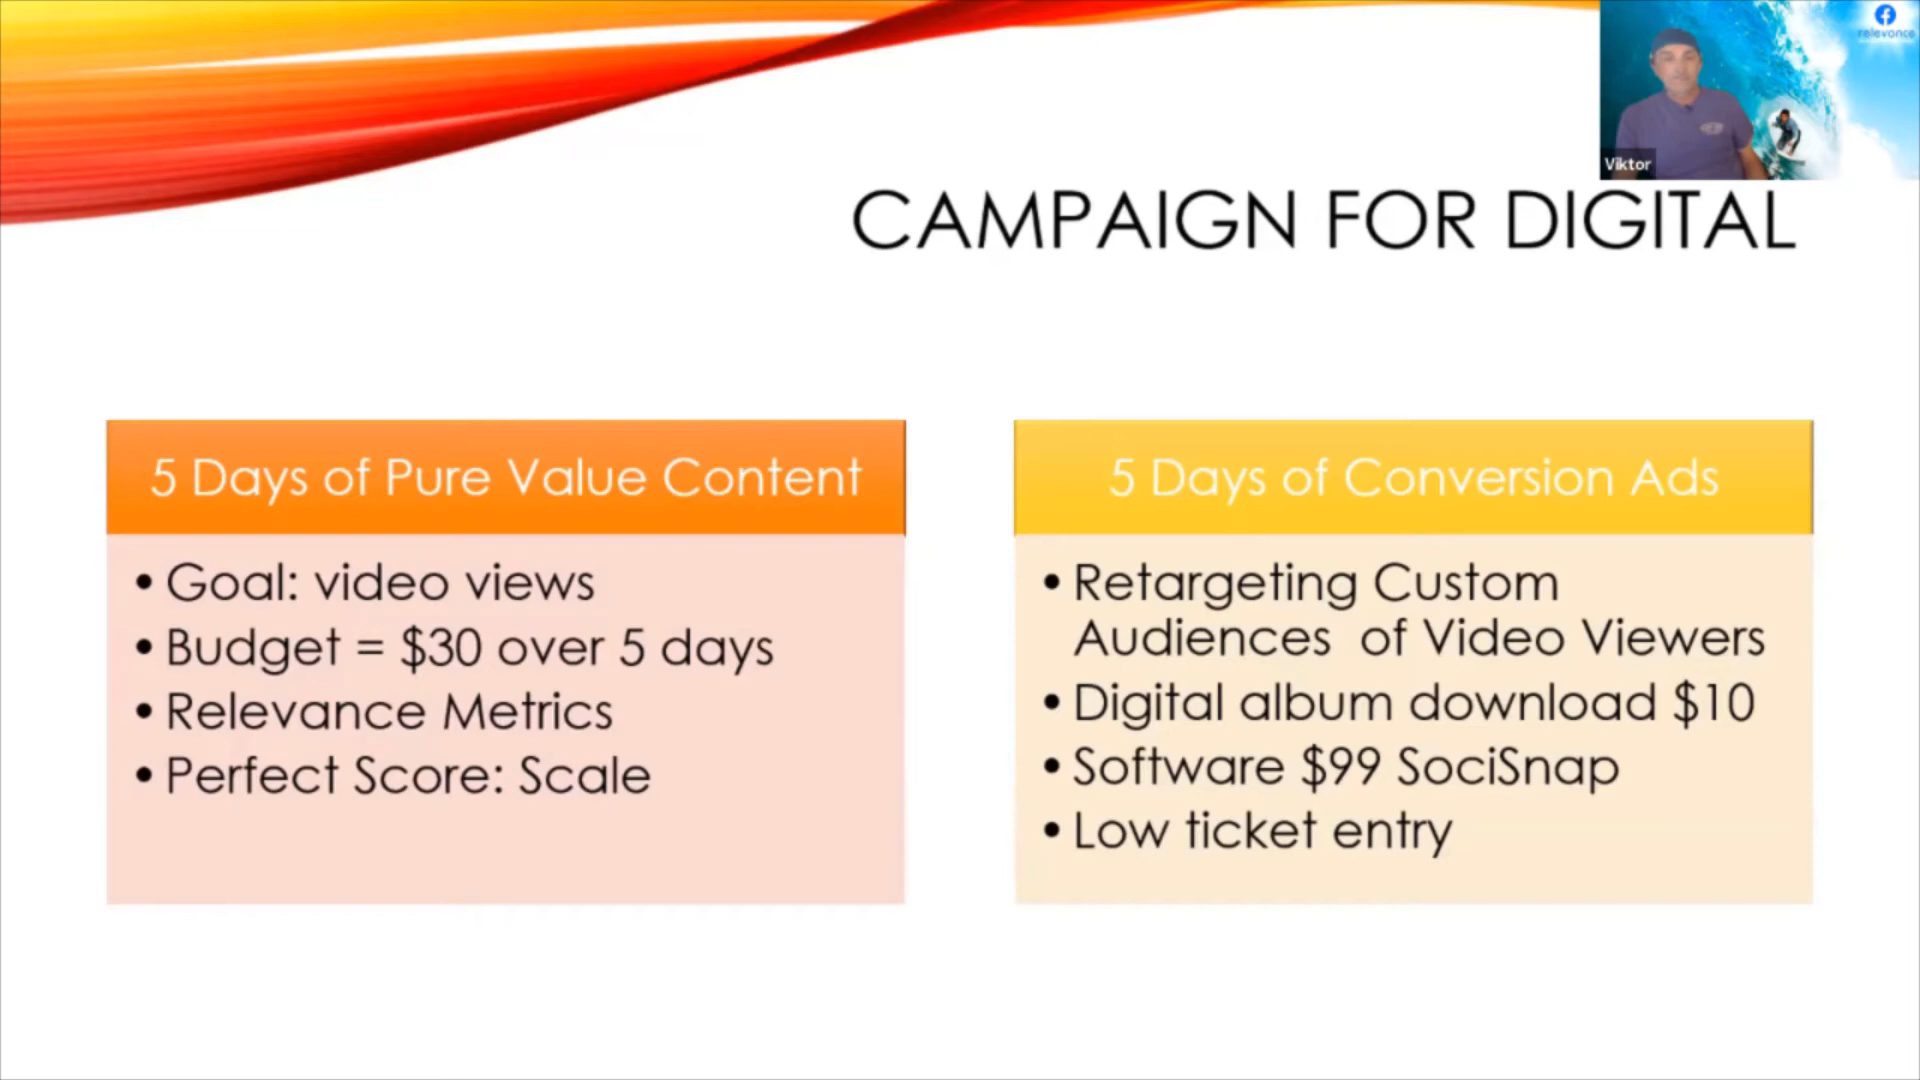 relevance
Viktor
CAMPAIGN FOR DIGITAL
5 Days of Pure Value Content
• Goal: video views
• Budget = $30 over 5 days
• Relevance Metrics
• Perfect Score: Scale
5 Days of Conversion Ads
• Retargeting Custom
Audiences of Video Viewers
• Digital album download $10
• Software $99 SociSnap
• Low ticket entry